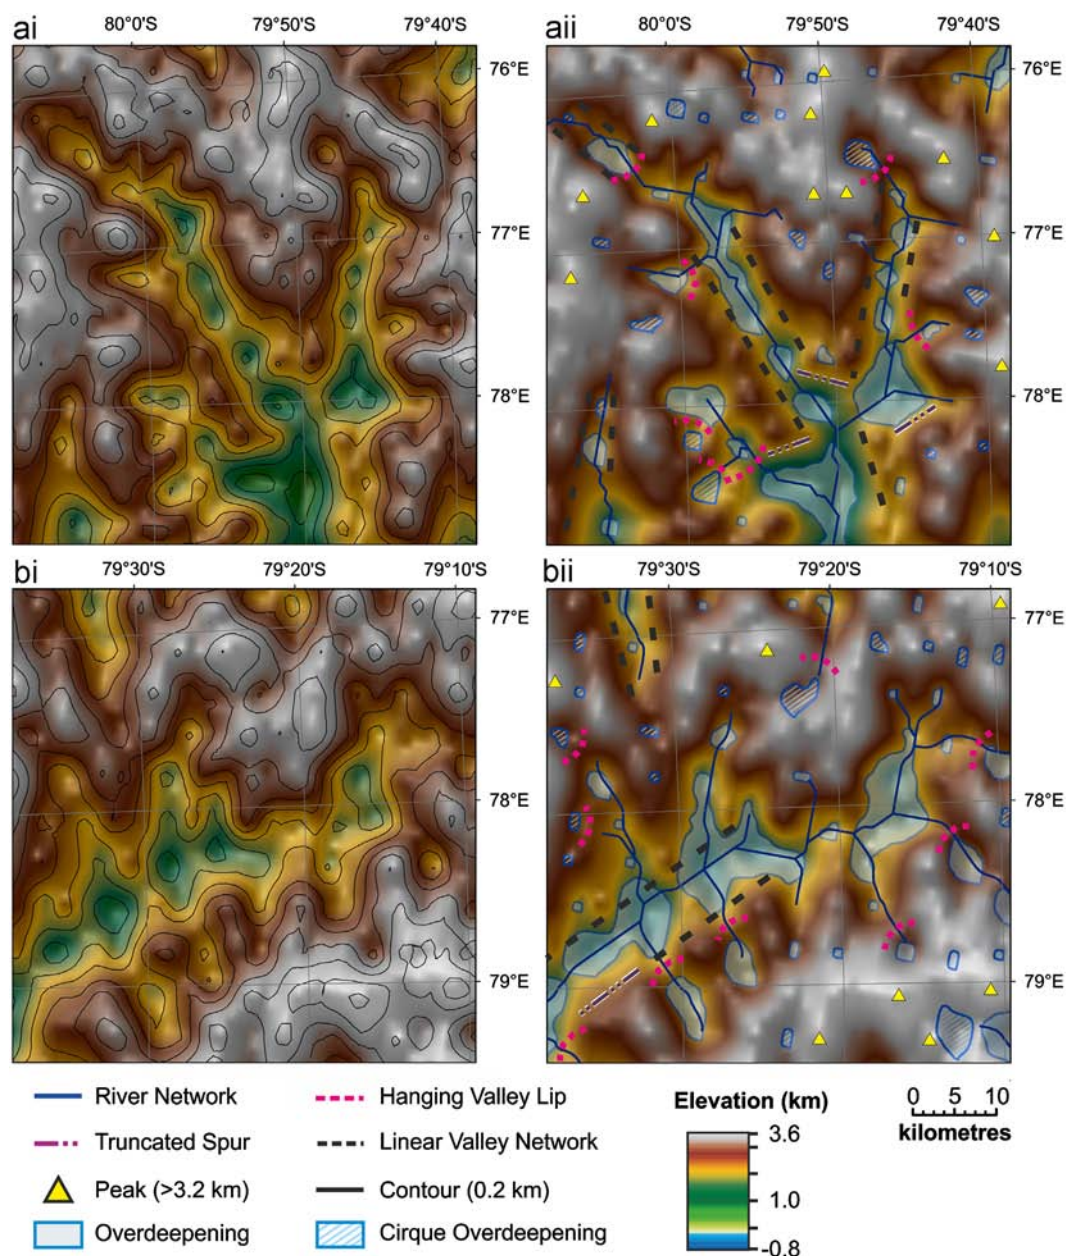 ai
80°0'S 79°50'S 79°40'S
aii
80°0'S 79°50'S 79°40'S
76°E
76°E
77°E
77°E
78°E
78°E
bi
79°30'S 79°20'S 79°10'S
bii
79°30'S 79°20'S 79°10'S
77°E
77°E
78°E
78°E
79°E
79°E
River Network
Hanging Valley Lip
Truncated Spur
Linear Valley Network
Peak (>3.2 km)
Contour (0.2 km)
Overdeepening
Cirque Overdeepening
Elevation (km)
3.6
1.0
-0.8
0 5 10
kilometres